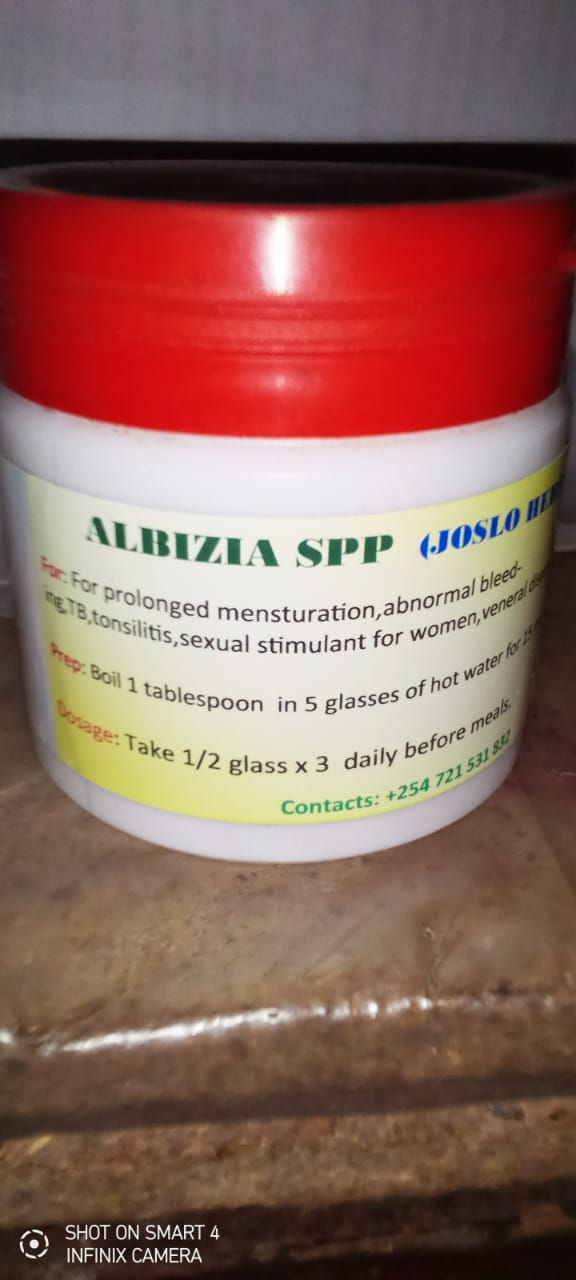 ALBIZIA SPP (JOSLO
For: For prolonged mensturation,abnormal bleed-
ing,TB,tonsilitis,sexual stimulant for women,veneral
Prep: Boil 1 tablespoon in 5 glasses of hot water for 15
Dosage: Take 1/2 glass x 3 daily before meals.
Contacts: +254 721 531 832
SHOT ON SMART 4
INFINIX CAMERA